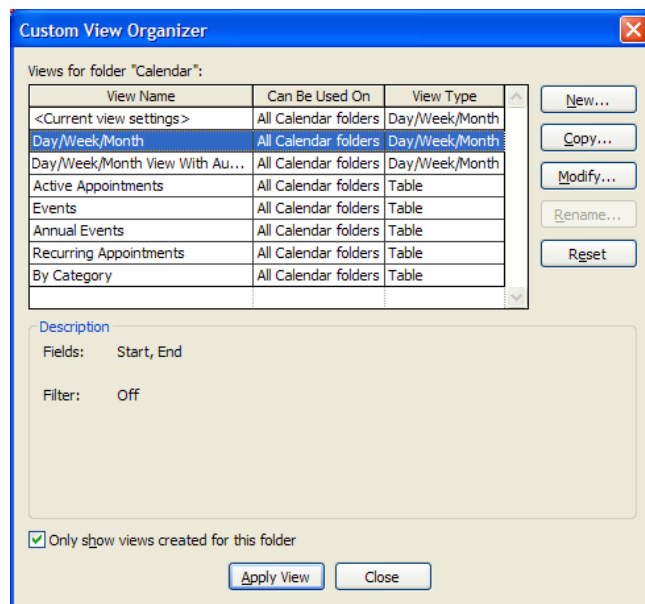 Custom View Organizer
Views for folder "Calendar":
View Name Can Be Used On View Type
<Current view settings> All Calendar folders Day/Week/Month
Day/Week/Month All Calendar folders Day/Week/Month
Day/Week/Month View With Au... All Calendar folders Day/Week/Month
Active Appointments All Calendar folders Table
Events All Calendar folders Table
Annual Events All Calendar folders Table
Recurring Appointments All Calendar folders Table
By Category All Calendar folders Table
New...
Copy...
Modify...
Rename...
Reset
Description
Fields: Start, End
Filter: Off
Only show views created for this folder
Apply View Close